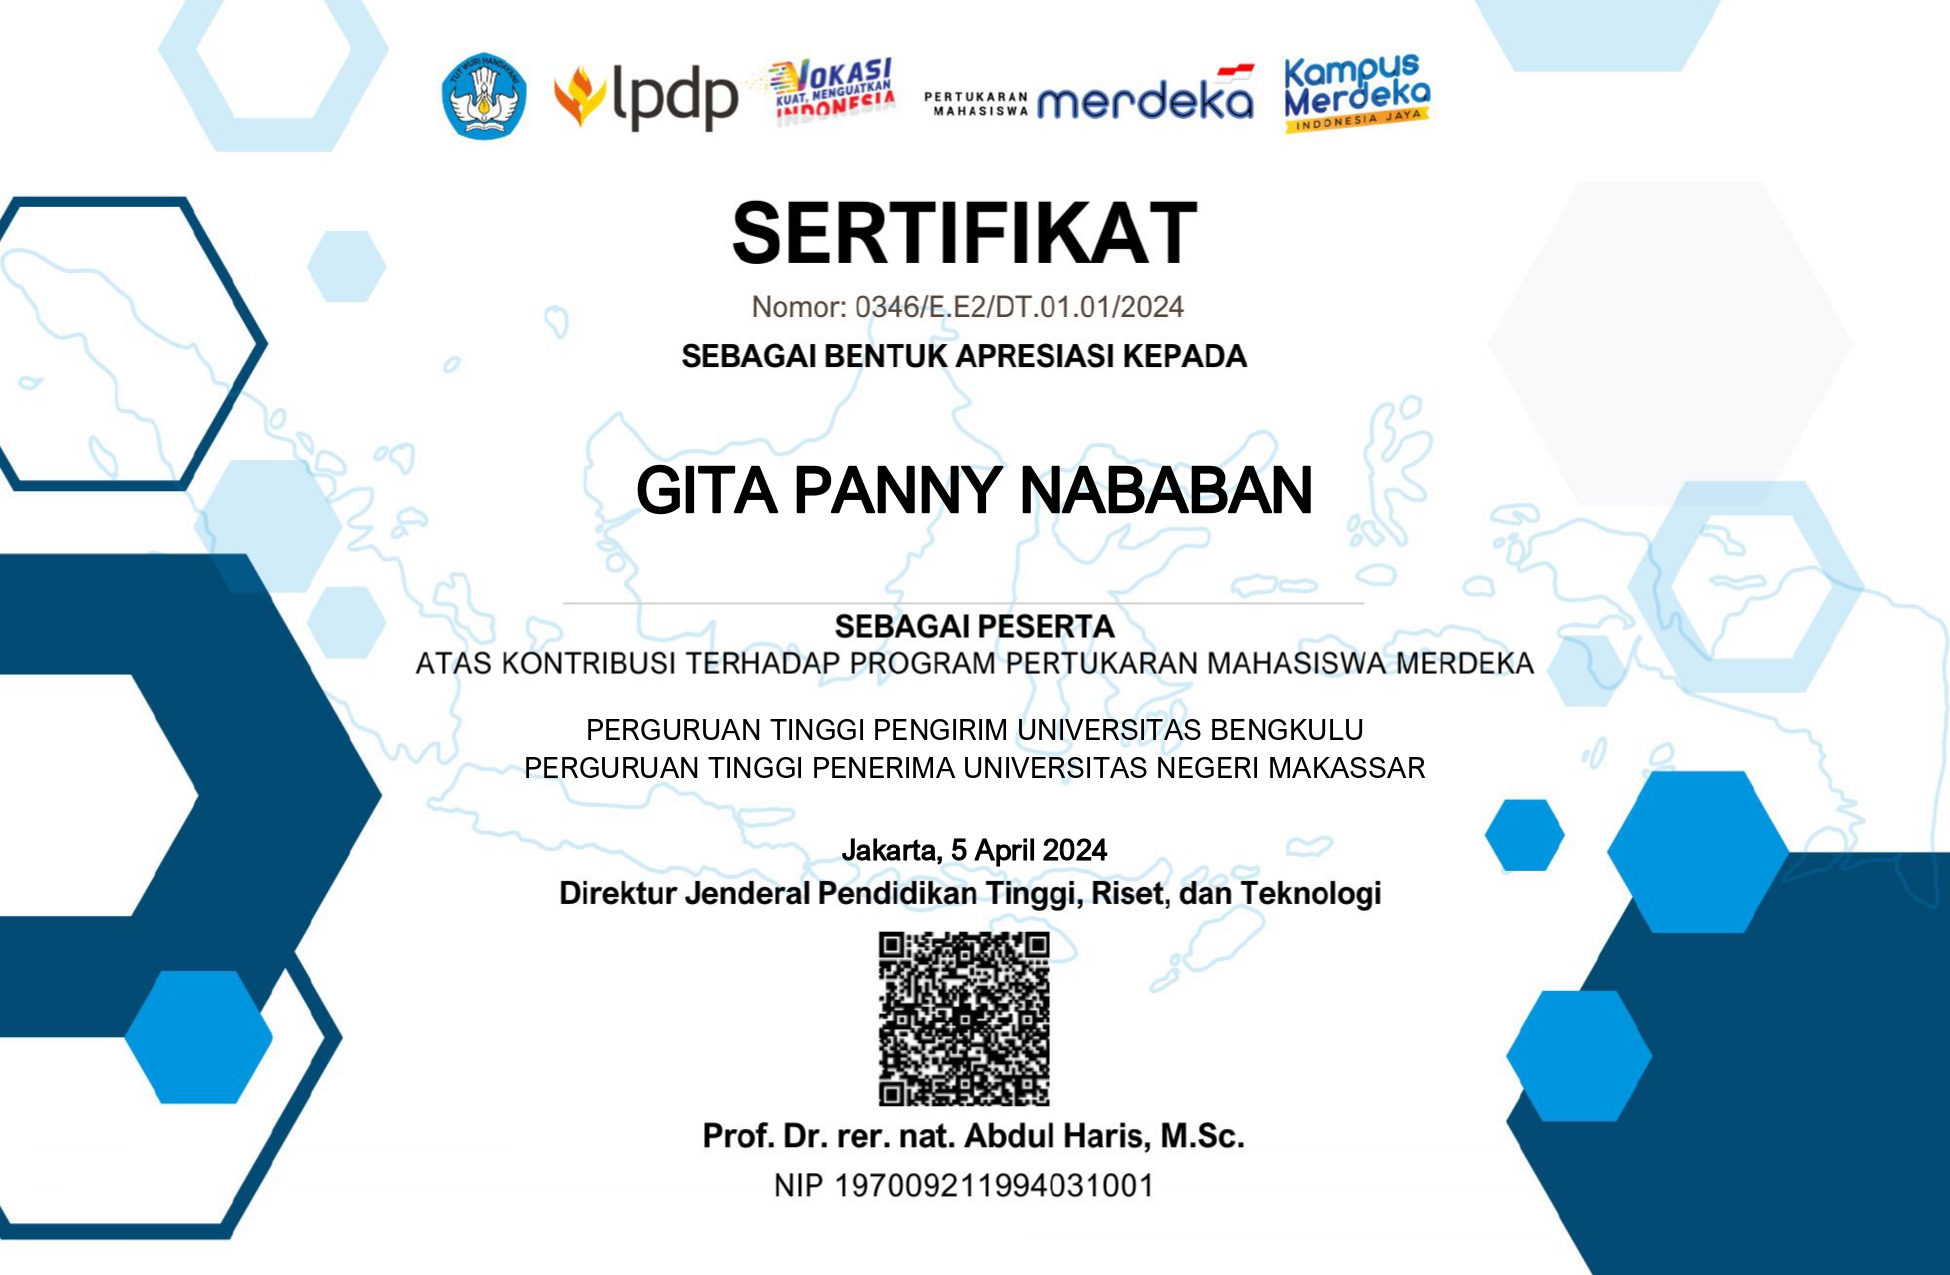 TUT WURI HANDAYANI
lpdp
VOKASI
KUAT, MENGUATKAN
INDONESIA
PERTUKARAN
MAHASISWA
merdeka
Kampus
Merdeka
INDONESIA JAYA
SERTIFIKAT
Nomor: 0346/E.E2/DT.01.01/2024
SEBAGAI BENTUK APRESIASI KEPADA
GITA PANNY NABABAN
SEBAGAI PESERTA
ATAS KONTRIBUSI TERHADAP PROGRAM PERTUKARAN MAHASISWA MERDEKA
PERGURUAN TINGGI PENGIRIM UNIVERSITAS BENGKULU
PERGURUAN TINGGI PENERIMA UNIVERSITAS NEGERI MAKASSAR
Jakarta, 5 April 2024
Direktur Jenderal Pendidikan Tinggi, Riset, dan Teknologi
Prof. Dr. rer. nat. Abdul Haris, M.Sc.
NIP 197009211994031001